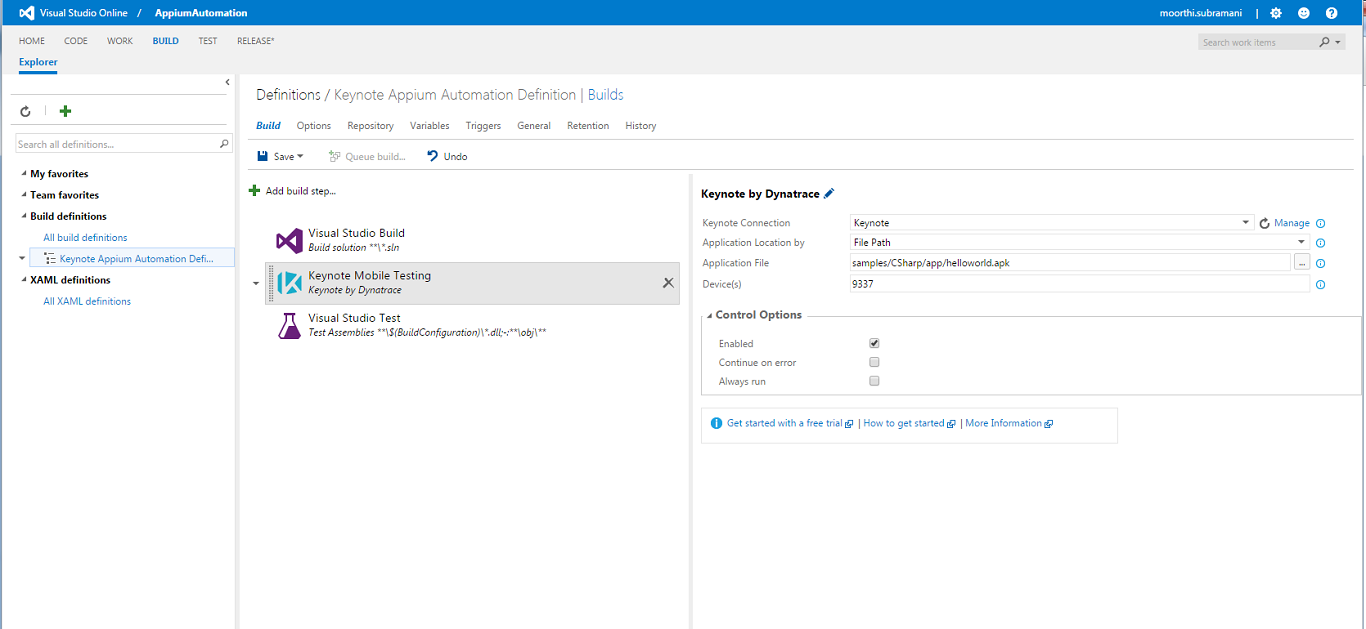 Visual Studio Online / AppiumAutomation moorthi.subramani |
HOME CODE WORK BUILD TEST RELEASE* Search work items
Explorer
Definitions / Keynote Appium Automation Definition | Builds
Build Options Repository Variables Triggers General Retention History
Save Queue build... Undo
Search all definitions...
My favorites
Team favorites
Build definitions
All build definitions
Keynote Appium Automation Defi...
XAML definitions
All XAML definitions
Add build step...
Visual Studio Build
Build solution **\*.sln
Keynote Mobile Testing
Keynote by Dynatrace
Visual Studio Test
Test Assemblies **\$(BuildConfiguration)\*.dll;-:**\obj\**
Keynote by Dynatrace
Keynote Connection Keynote Manage
Application Location by File Path
Application File samples/CSharp/app/helloworld.apk ...
Device(s) 9337
Control Options
Enabled
Continue on error
Always run
Get started with a free trial | How to get started | More Information